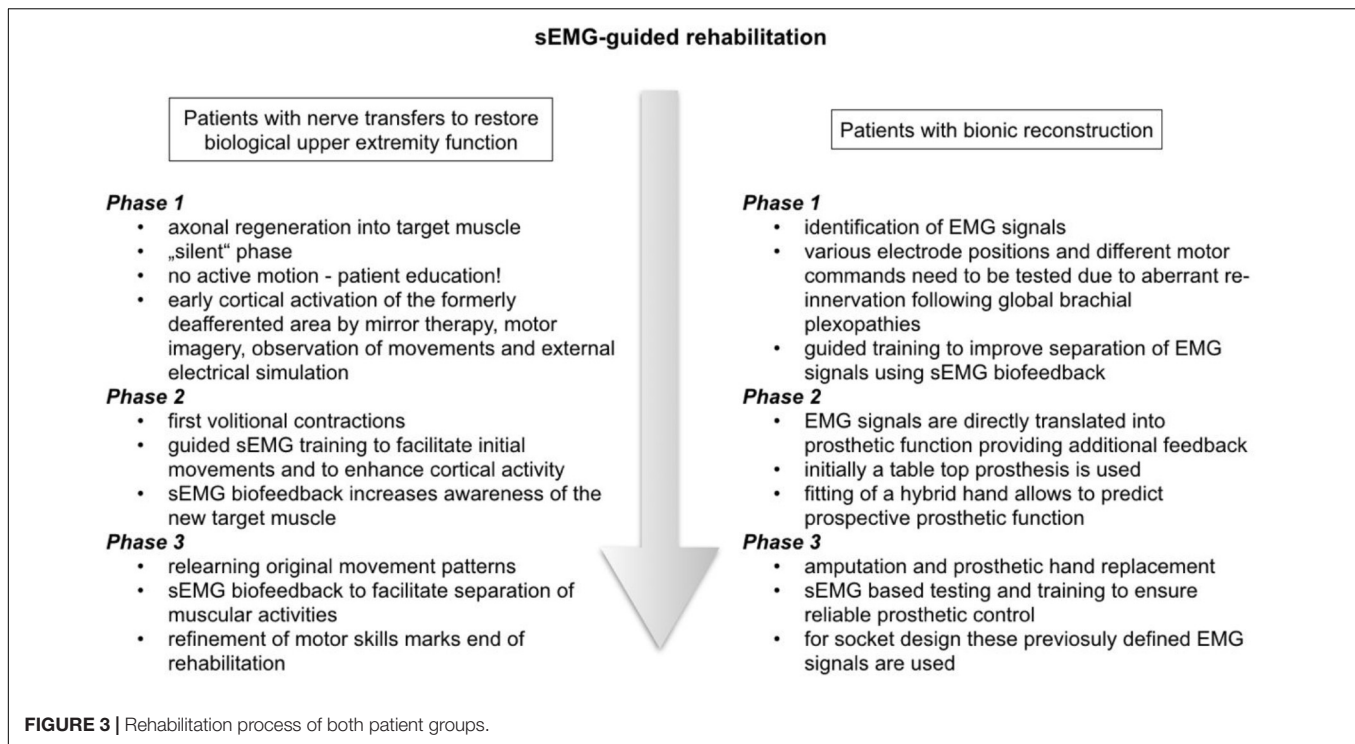 sEMG-guided rehabilitation
Patients with nerve transfers to restore
biological upper extremity function
Phase 1
• axonal regeneration into target muscle
• „silent“ phase
• no active motion - patient education!
• early cortical activation of the formerly
deafferented area by mirror therapy, motor
imagery, observation of movements and external
electrical simulation
Phase 2
• first volitional contractions
• guided sEMG training to facilitate initial
movements and to enhance cortical activity
• sEMG biofeedback increases awareness of the
new target muscle
Phase 3
• relearning original movement patterns
• sEMG biofeedback to facilitate separation of
muscular activities
• refinement of motor skills marks end of
rehabilitation
Patients with bionic reconstruction
Phase 1
• identification of EMG signals
• various electrode positions and different motor
commands need to be tested due to aberrant re-
innervation following global brachial
plexopathies
• guided training to improve separation of EMG
signals using sEMG biofeedback
Phase 2
• EMG signals are directly translated into
prosthetic function providing additional feedback
• initially a table top prosthesis is used
• fitting of a hybrid hand allows to predict
prospective prosthetic function
Phase 3
• amputation and prosthetic hand replacement
• sEMG based testing and training to ensure
reliable prosthetic control
• for socket design these previosuly defined EMG
signals are used
FIGURE 3 | Rehabilitation process of both patient groups.